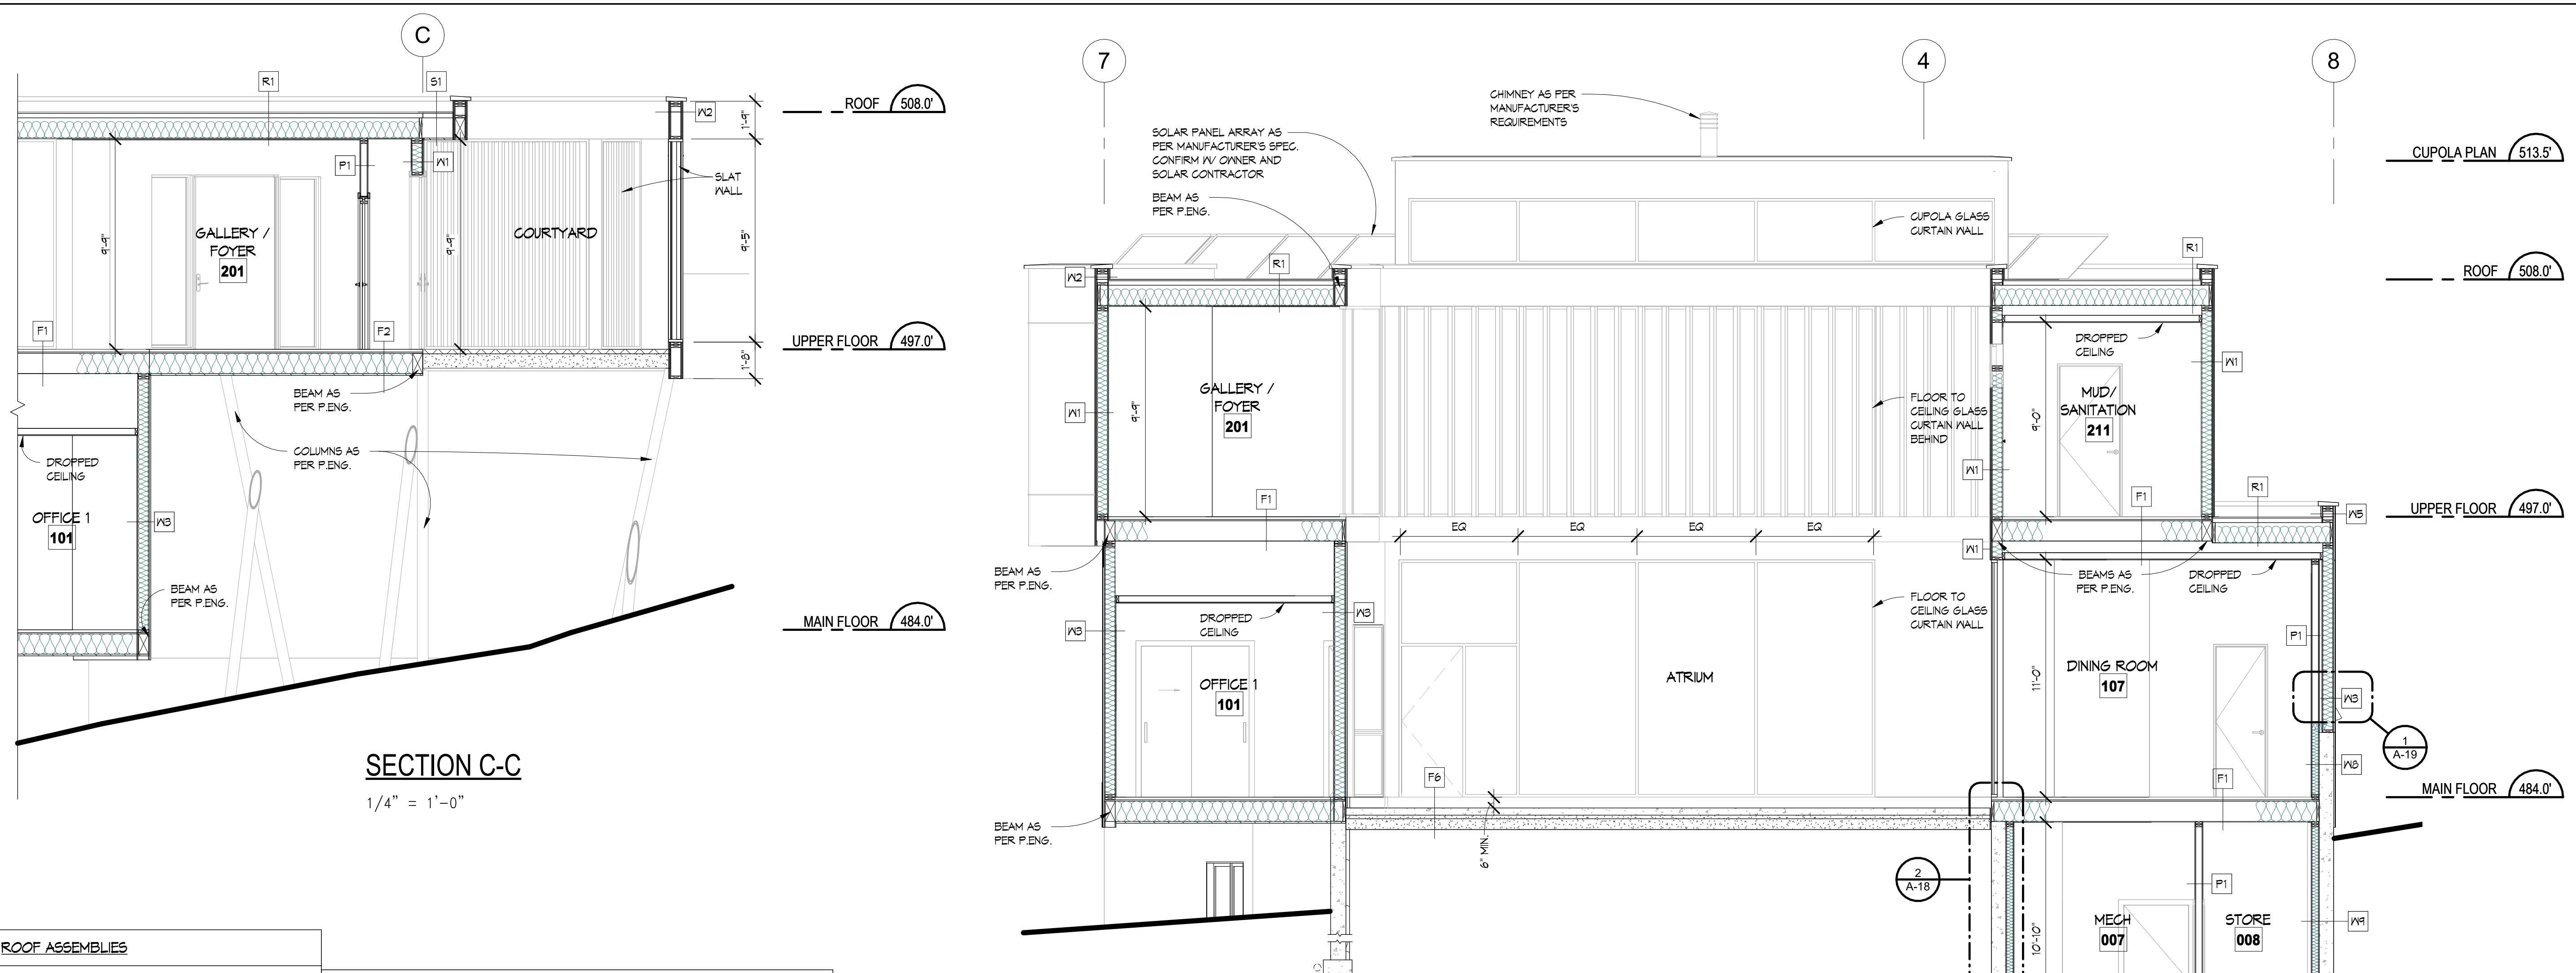 C
R1
S1
ROOF 508.0'
W2
1'-9"
P1
W1
SLAT
WALL
GALLERY /
FOYER
201
COURTYARD
9'-9"
9'-9"
9'-5"
F1
F2
UPPER FLOOR 497.0'
1'-8"
BEAM AS
PER P.ENG.
COLUMNS AS
PER P.ENG.
DROPPED
CEILING
OFFICE 1
101
W3
BEAM AS
PER P.ENG.
MAIN FLOOR 484.0'
SECTION C-C
1/4" = 1'-0"
ROOF ASSEMBLIES
7
4
8
CHIMNEY AS PER
MANUFACTURER'S
REQUIREMENTS
SOLAR PANEL ARRAY AS
PER MANUFACTURER'S SPEC.
CONFIRM W/ OWNER AND
SOLAR CONTRACTOR
BEAM AS
PER P.ENG.
CUPOLA PLAN 513.5'
CUPOLA GLASS
CURTAIN WALL
R1
W2
R1
ROOF 508.0'
DROPPED
CEILING
W1
GALLERY /
FOYER
201
W1
9'-9"
FLOOR TO
CEILING GLASS
CURTAIN WALL
BEHIND
MUD/
SANITATION
211
9'-0"
W1
F1
F1
R1
UPPER FLOOR 497.0'
W5
EQ EQ EQ EQ
W1
BEAM AS
PER P.ENG.
BEAMS AS
PER P.ENG.
DROPPED
CEILING
FLOOR TO
CEILING GLASS
CURTAIN WALL
W3
DROPPED
CEILING
W3
P1
OFFICE 1
101
ATRIUM
DINING ROOM
107
11'-0"
W3
1
A-19
F6
F1
W8
MAIN FLOOR 484.0'
BEAM AS
PER P.ENG.
6" MIN.
2
A-18
P1
MECH
007
STORE
008
W9
10'-10"